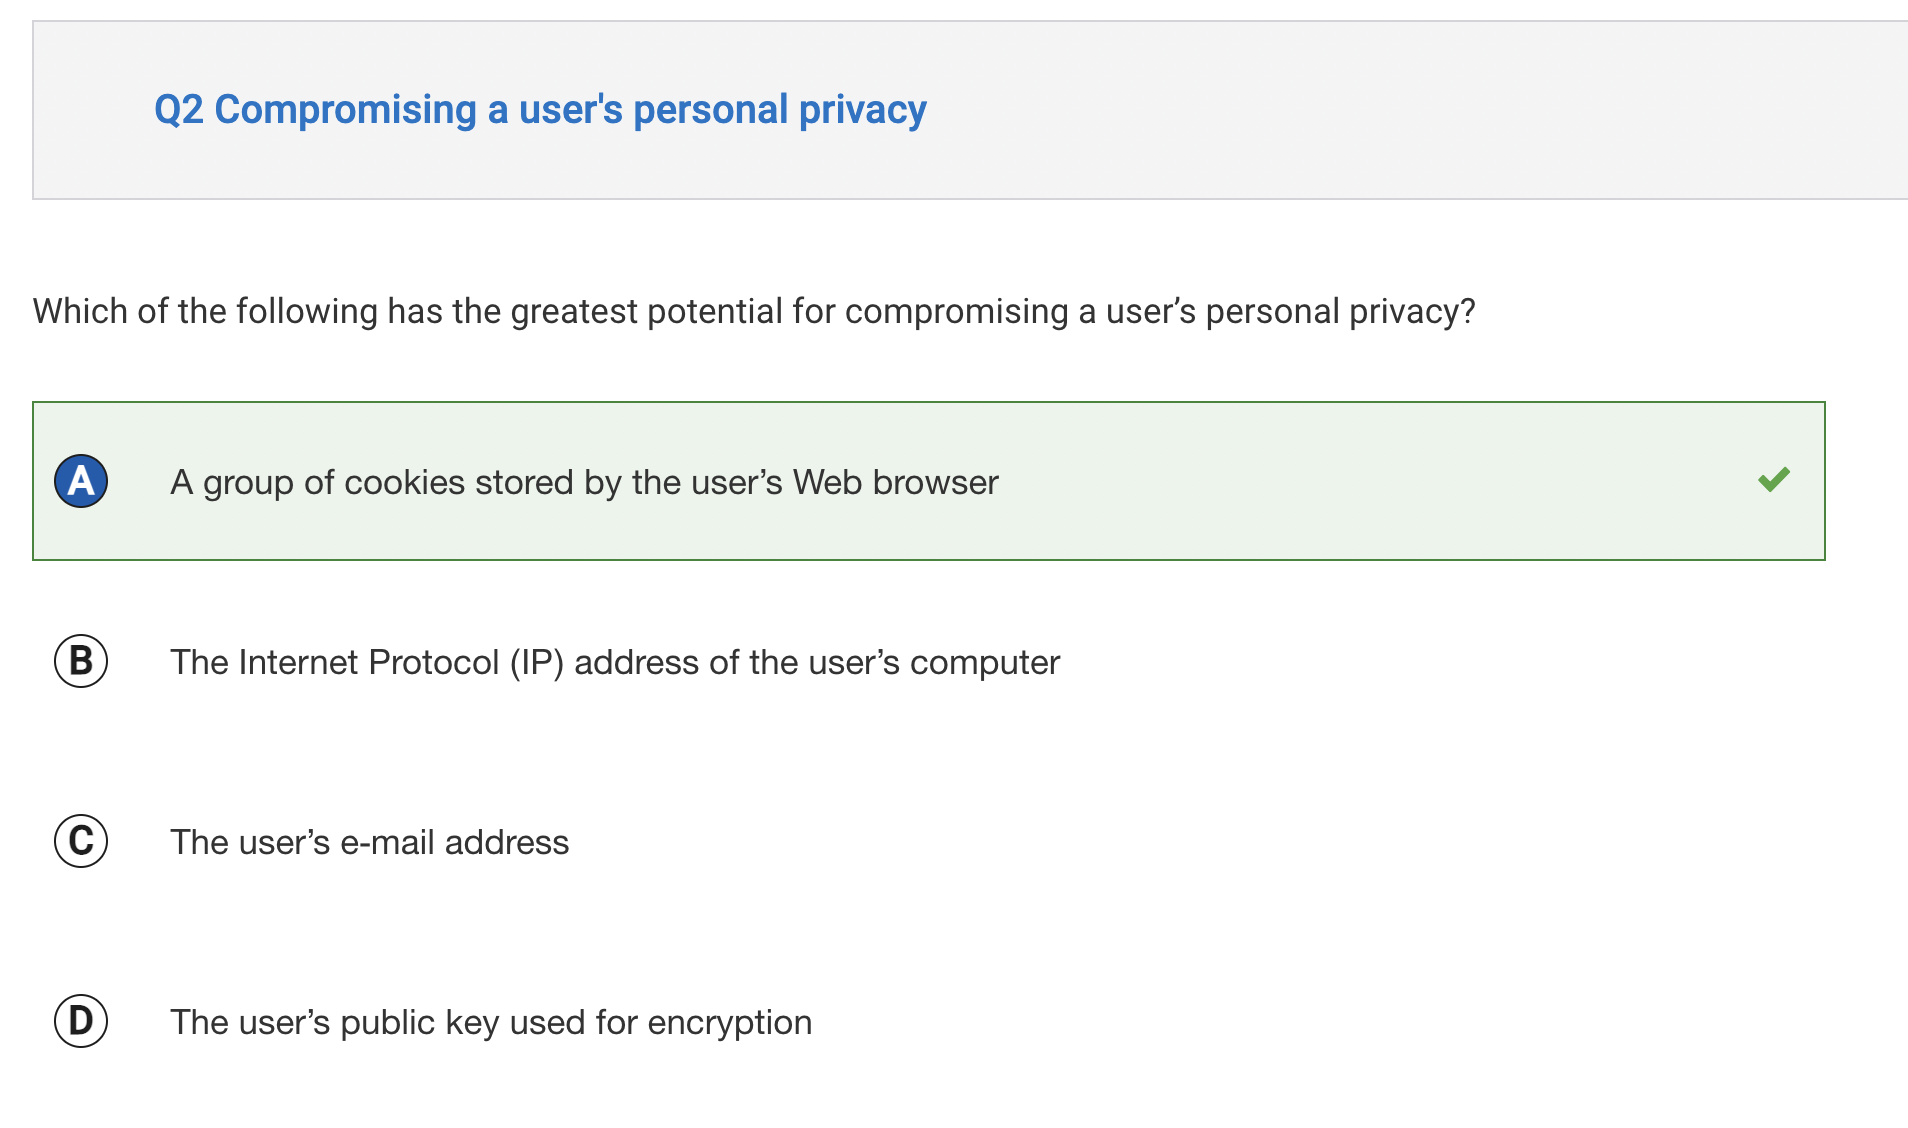 Q2 Compromising a user's personal privacy
Which of the following has the greatest potential for compromising a user’s personal privacy?
A A group of cookies stored by the user’s Web browser
B The Internet Protocol (IP) address of the user’s computer
C The user’s e-mail address
D The user’s public key used for encryption